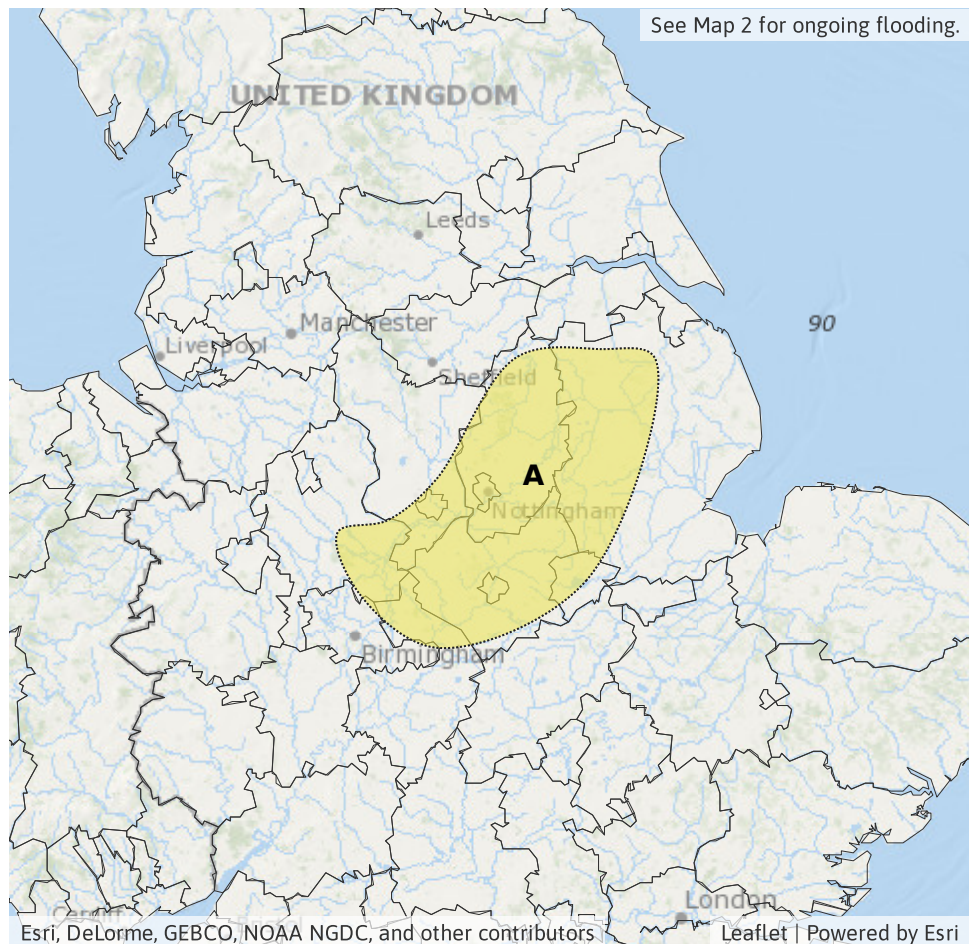 See Map 2 for ongoing flooding.
UNITED KINGDOM
Leeds
90
Manchester
Liverpool
Sheffield
A
Nottingham
Birmingham
London
Cardiff
Esri, DeLorme, GEBCO, NOAA NGDC, and other contributors
Leaflet | Powered by Esri